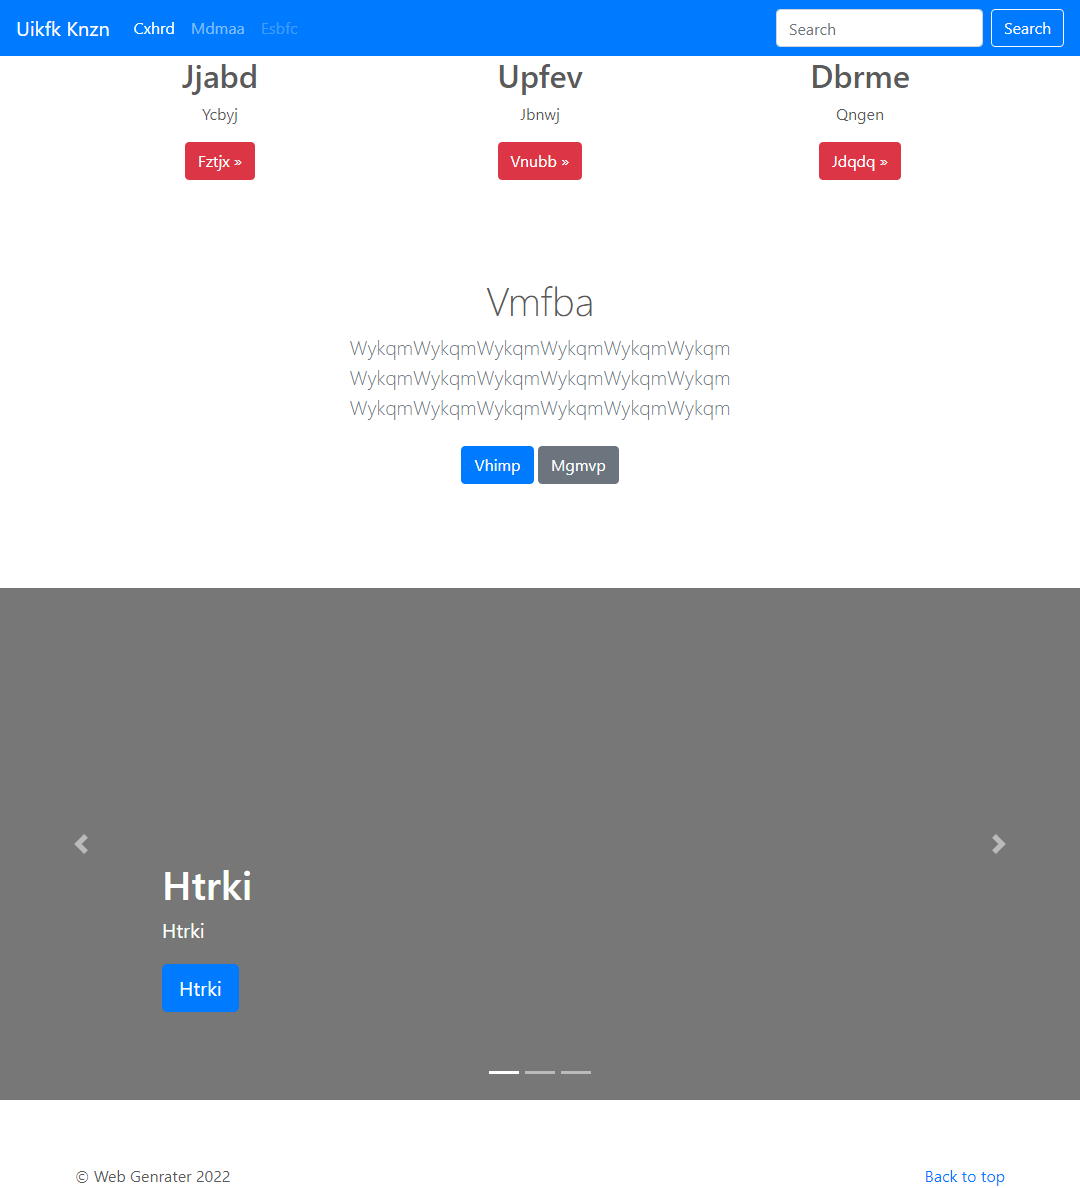 Uikfk Knzn Cxhrd Mdmaa Esbfc Search Search
Jjabd Upfev Dbrme
Ycbyj Jbnwj Qngen
Fztjx » Vnubb » Jdqdq »
Vmfba
WykqmWykqmWykqmWykqmWykqmWykqm
WykqmWykqmWykqmWykqmWykqmWykqm
WykqmWykqmWykqmWykqmWykqmWykqm
Vhimp Mgmvp
Htrki
Htrki
Htrki
© Web Genrater 2022 Back to top